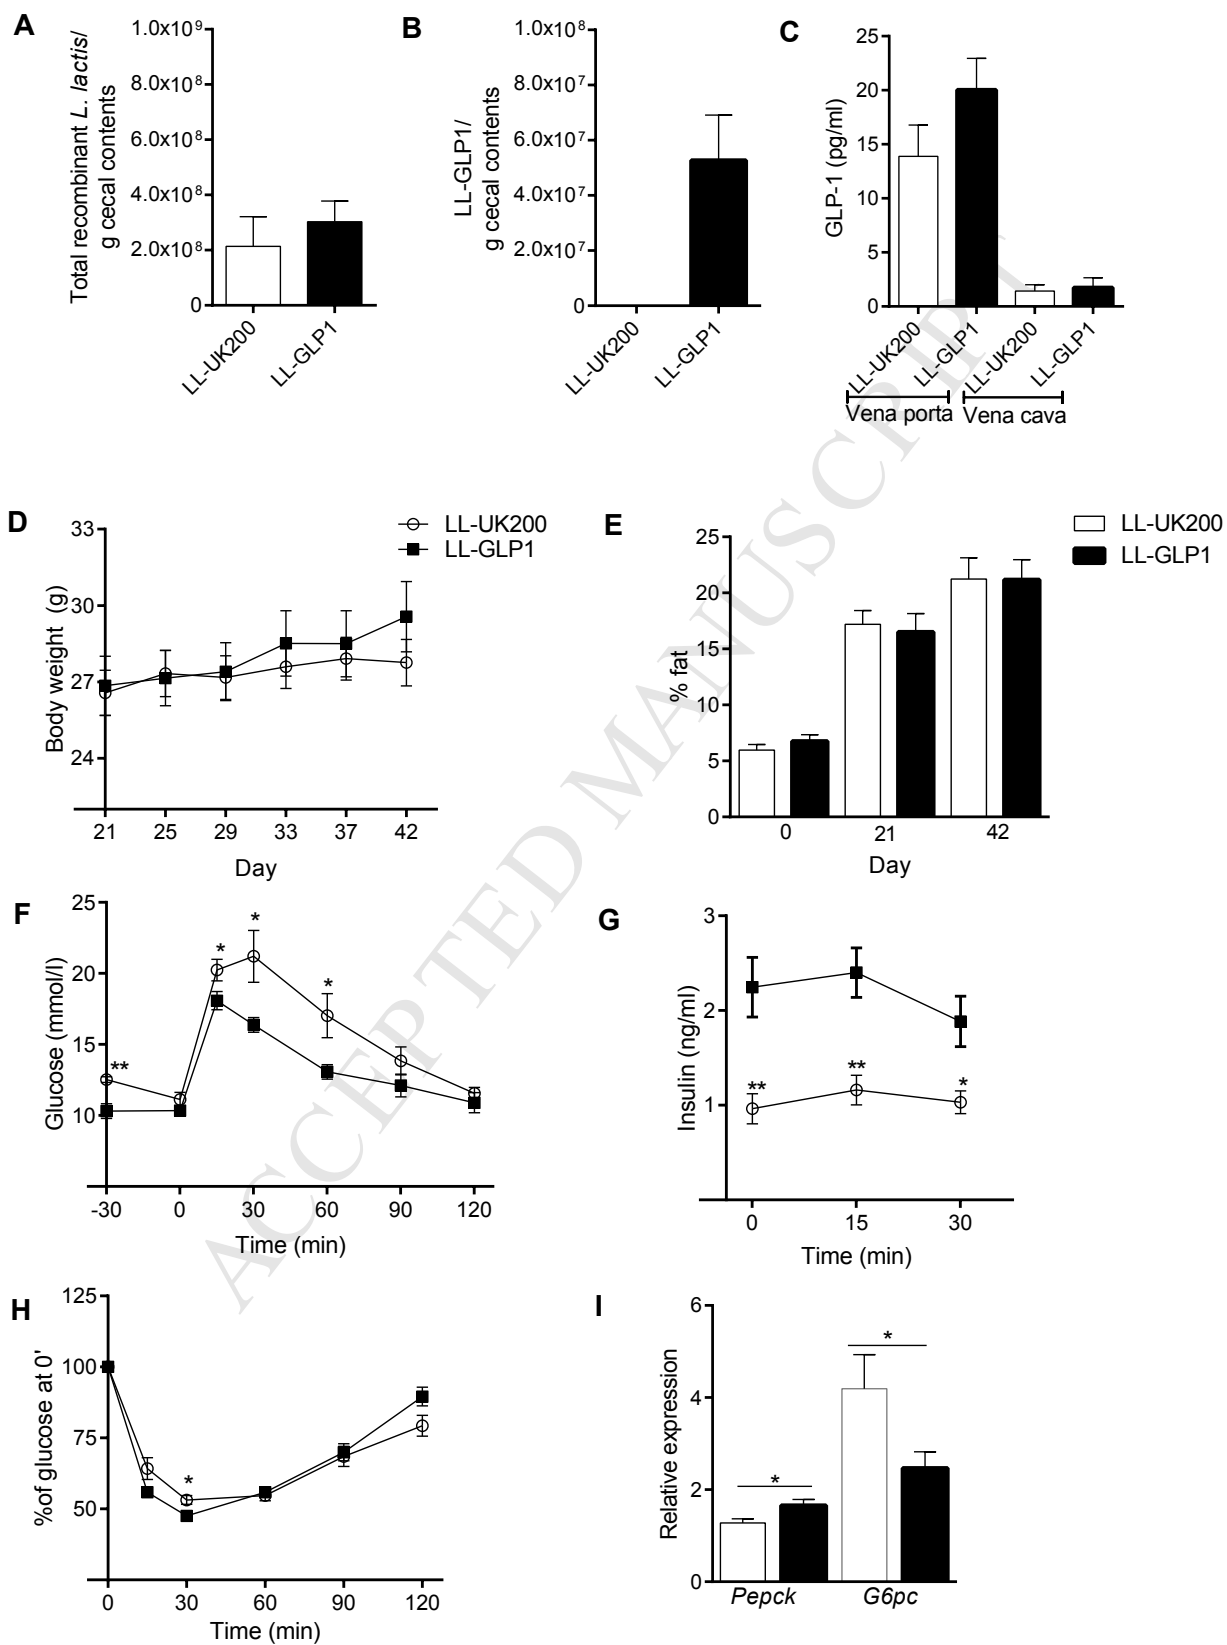 A
Total recombinant L. lactis/
g cecal contents
1.0x10⁹
8.0x10⁸
6.0x10⁸
4.0x10⁸
2.0x10⁸
0
LL-UK200
LL-GLP1
B
LL-GLP1/
g cecal contents
1.0x10⁸
8.0x10⁷
6.0x10⁷
4.0x10⁷
2.0x10⁷
0
LL-UK200
LL-GLP1
C
GLP-1 (pg/ml)
25
20
15
10
5
0
LL-UK200
LL-GLP1
LL-UK200
LL-GLP1
Vena porta
Vena cava
D
LL-UK200
LL-GLP1
Body weight (g)
33
30
27
24
21 25 29 33 37 42
Day
E
LL-UK200
LL-GLP1
% fat
25
20
15
10
5
0
0 21 42
Day
F
Glucose (mmol/l)
25
20
15
10
** * * *
-30 0 30 60 90 120
Time (min)
G
Insulin (ng/ml)
3
2
1
** ** *
0 15 30
Time (min)
H
%of glucose at 0'
125
100
75
50
*
0 30 60 90 120
Time (min)
I
Relative expression
6
4
2
0
* *
Pepck G6pc
ACCEPTED MANUSCRIPT